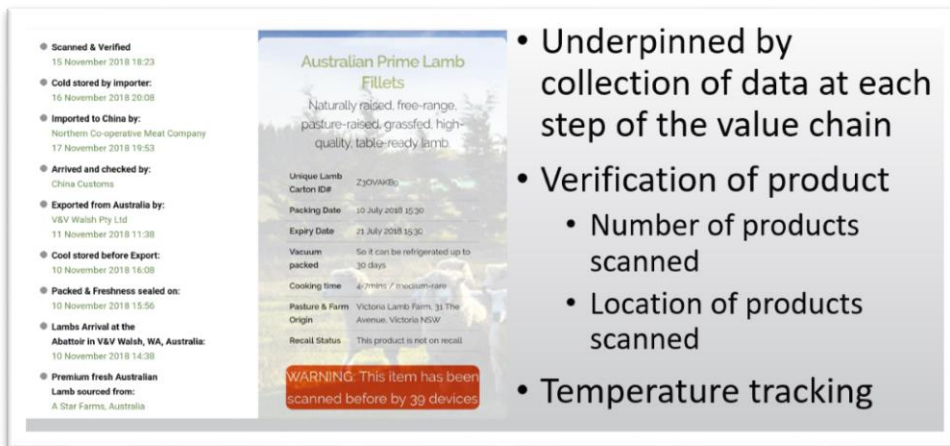 Scanned & Verified
15 November 2018 18:23
Cold stored by importer:
16 November 2018 20:08
Imported to China by:
Northern Co-operative Meat Company
17 November 2018 19:53
Arrived and checked by:
China Customs
Exported from Australia by:
V&V Walsh Pty Ltd
11 November 2018 11:38
Cool stored before Export:
10 November 2018 16:08
Packed & Freshness sealed on:
10 November 2018 15:56
Lambs Arrival at the
Abattoir in V&V Walsh, WA, Australia:
10 November 2018 14:38
Premium fresh Australian
Lamb sourced from:
A Star Farms, Australia
Australian Prime Lamb
Fillets
Naturally raised, free-range,
pasture-raised, grassfed, high-
quality, table-ready lamb.
Unique Lamb
Carton ID#
Packing Date 10 July 2018 15:30
Expiry Date 21 July 2018 15:30
Vacuum So it can be refrigerated up to
packed 30 days
Cooking time 4-7mins / medium-rare
Pasture & Farm Victoria Lamb Farm, 31 The
Origin Avenue, Victoria NSW
Recall Status This product is not on recall
WARNING: This item has been
scanned before by 39 devices
• Underpinned by
collection of data at each
step of the value chain
• Verification of product
• Number of products
scanned
• Location of products
scanned
• Temperature tracking